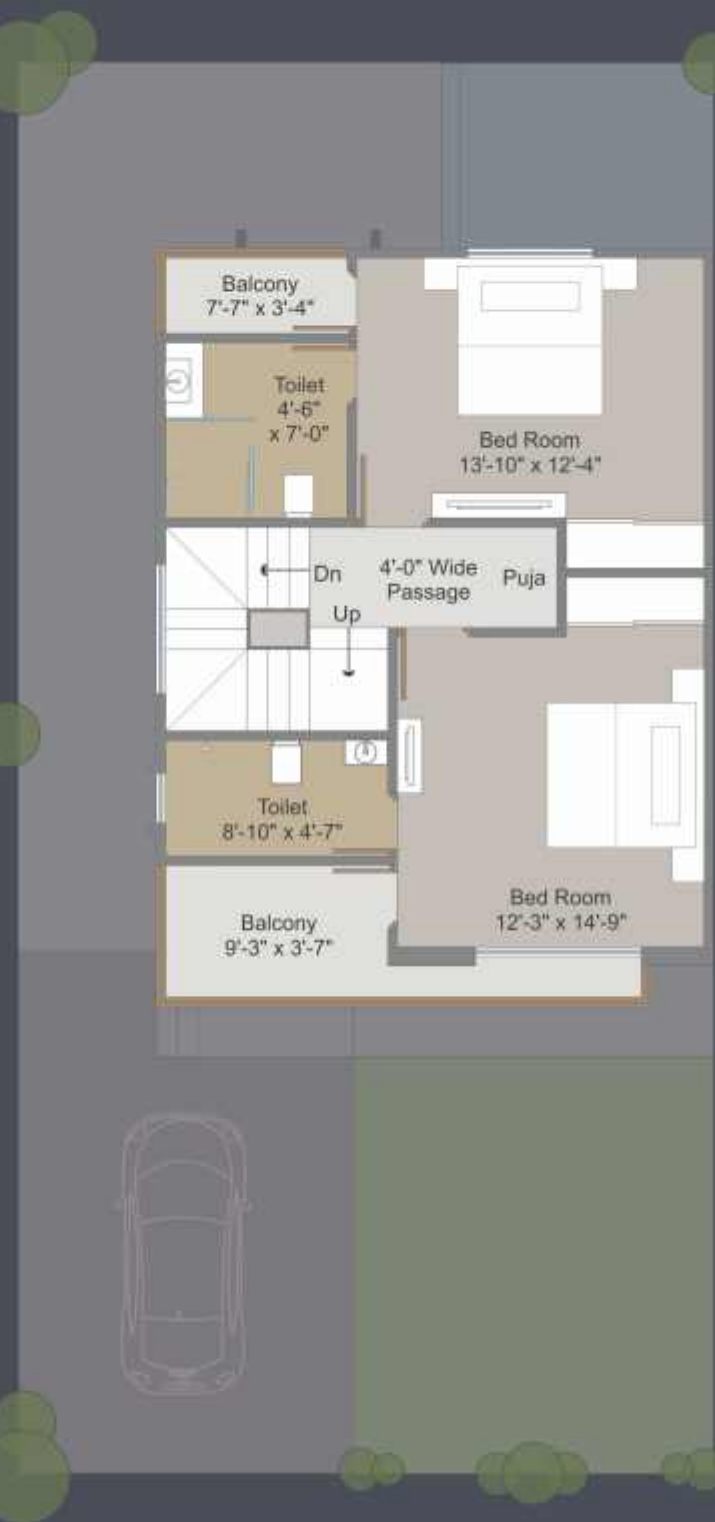 Balcony
7'-7" x 3'-4"
Toilet
4'-6"
x 7'-0"
Bed Room
13'-10" x 12'-4"
Dn
4'-0" Wide
Passage
Puja
Up
Toilet
8'-10" x 4'-7"
Bed Room
12'-3" x 14'-9"
Balcony
9'-3" x 3'-7"